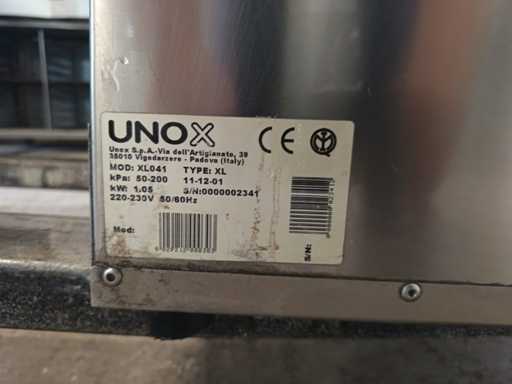 UNOX
Unox S.p.A.-Via dell'Artigianato, 39
35010 Vigodarzere - Padova (Italy)
MOD: XL041 TYPE: XL
kPa: 50-200 11-12-01
kW: 1.05 S/N:0000002341
220-230V 50/60Hz
Mod:
S/N: